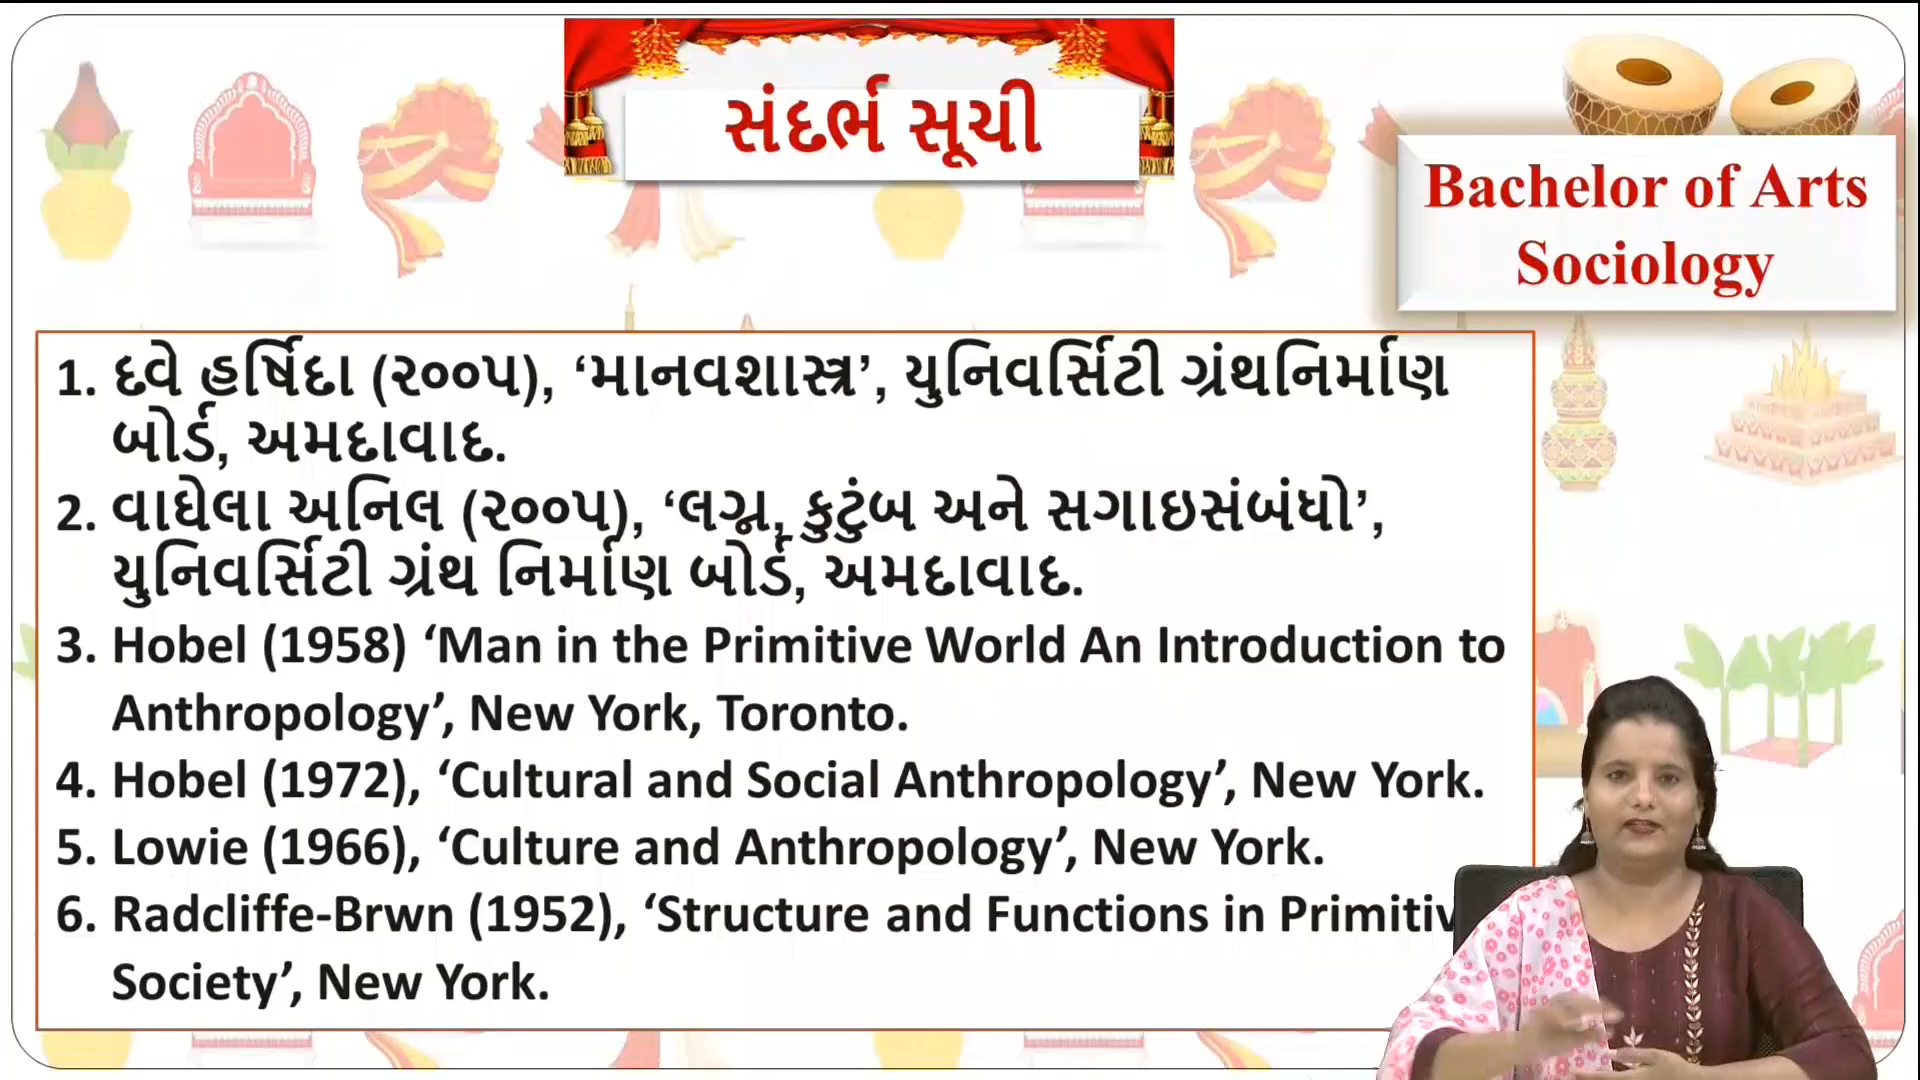 સંદર્ભ સૂચી
Bachelor of Arts
Sociology
1. દવે હર્ષિદા (૨૦૦૫), ‘માનવશાસ્ત્ર’, યુનિવર્સિટી ગ્રંથનિર્માણ
બોર્ડ, અમદાવાદ.
2. વાઘેલા અનિલ (૨૦૦૫), ‘લગ્ન, કુટુંબ અને સગાઇસંબંધો’,
યુનિવર્સિટી ગ્રંથ નિર્માણ બોર્ડ, અમદાવાદ.
3. Hobel (1958) ‘Man in the Primitive World An Introduction to
Anthropology’, New York, Toronto.
4. Hobel (1972), ‘Cultural and Social Anthropology’, New York.
5. Lowie (1966), ‘Culture and Anthropology’, New York.
6. Radcliffe-Brwn (1952), ‘Structure and Functions in
Society’, New York.